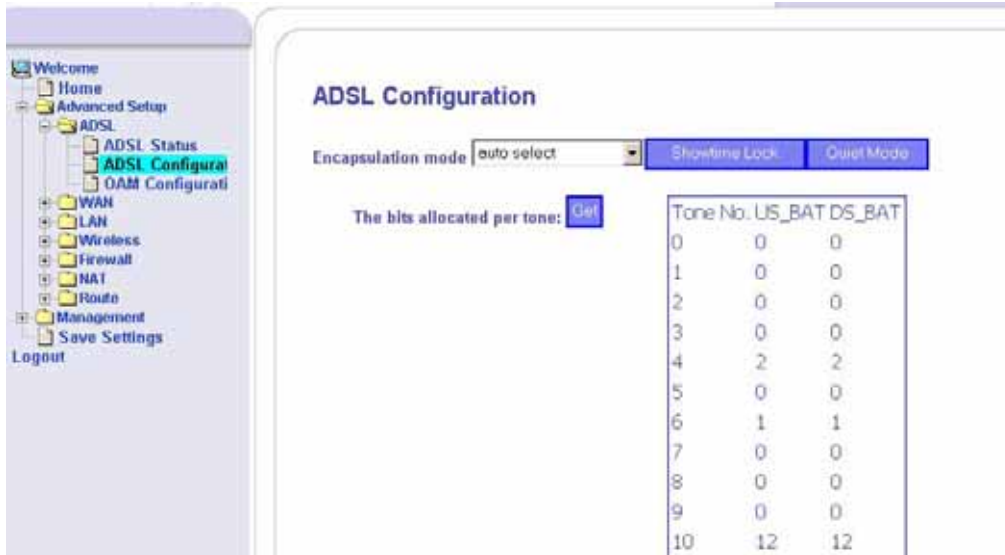 Welcome
Home
Advanced Setup
ADSL
ADSL Status
ADSL Configurat
OAM Configurati
WAN
LAN
Wireless
Firewall
NAT
Route
Management
Save Settings
Logout
ADSL Configuration
Encapsulation mode auto select Showtime Lock Quiet Mode
The bits allocated per tone: Get
Tone No. US_BAT DS_BAT
0 0 0
1 0 0
2 0 0
3 0 0
4 2 2
5 0 0
6 1 1
7 0 0
8 0 0
9 0 0
10 12 12